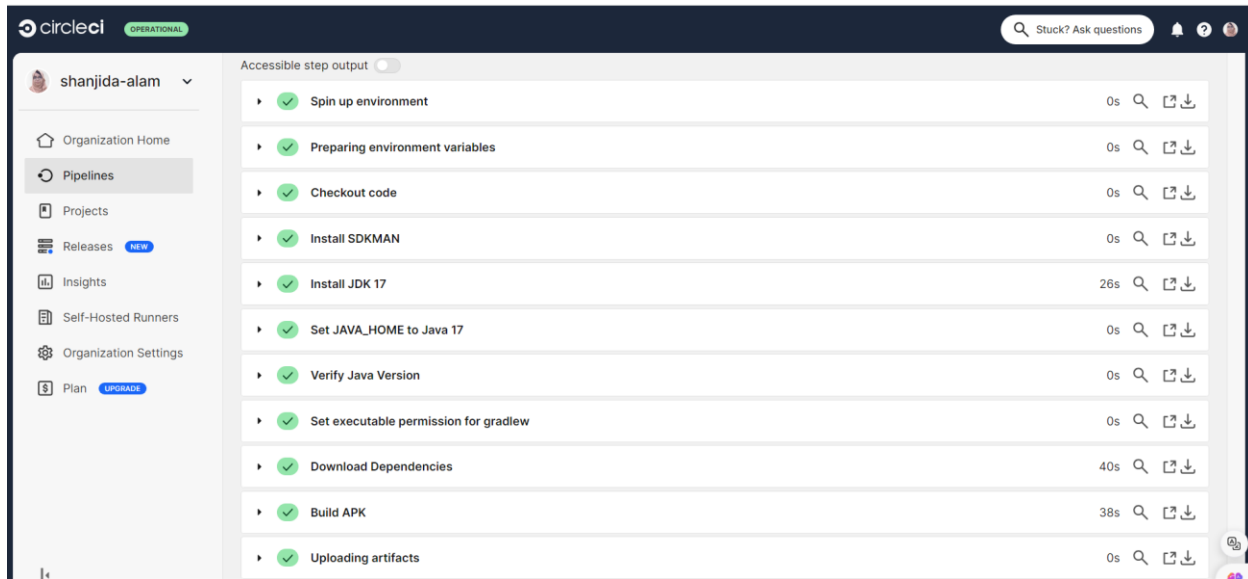 circleci OPERATIONAL
Stuck? Ask questions
shanjida-alam
Organization Home
Pipelines
Projects
Releases NEW
Insights
Self-Hosted Runners
Organization Settings
Plan UPGRADE
Accessible step output
Spin up environment 0s
Preparing environment variables 0s
Checkout code 0s
Install SDKMAN 0s
Install JDK 17 26s
Set JAVA_HOME to Java 17 0s
Verify Java Version 0s
Set executable permission for gradlew 0s
Download Dependencies 40s
Build APK 38s
Uploading artifacts 0s